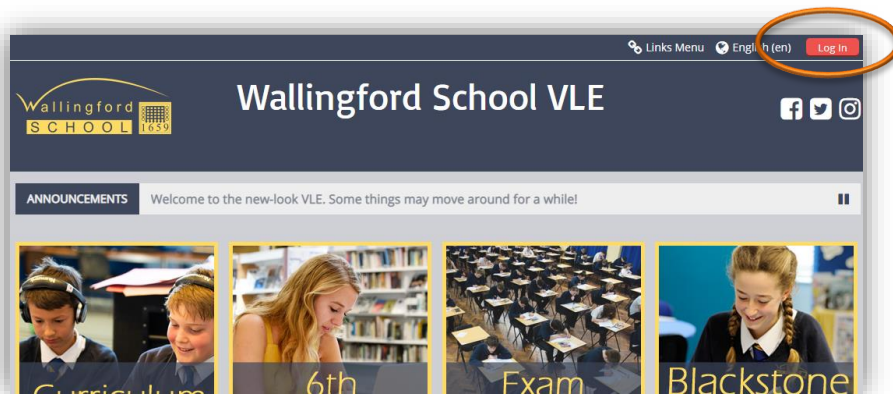 Links Menu English (en) Log In
Wallingford
SCHOOL 1659
Wallingford School VLE
ANNOUNCEMENTS Welcome to the new-look VLE. Some things may move around for a while!
Curriculum 6th Exam Blackstone